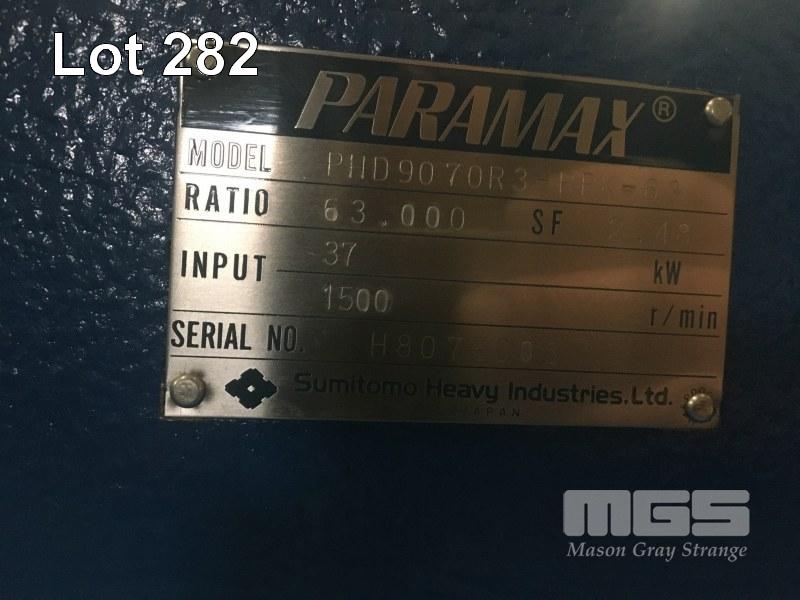 Lot 282
PARAMAX®
MODEL
RATIO 63.000 SF
INPUT 37 kW
1500 r/min
SERIAL NO.
Sumitomo Heavy Industries,Ltd.
JAPAN
MGS
Mason Gray Strange